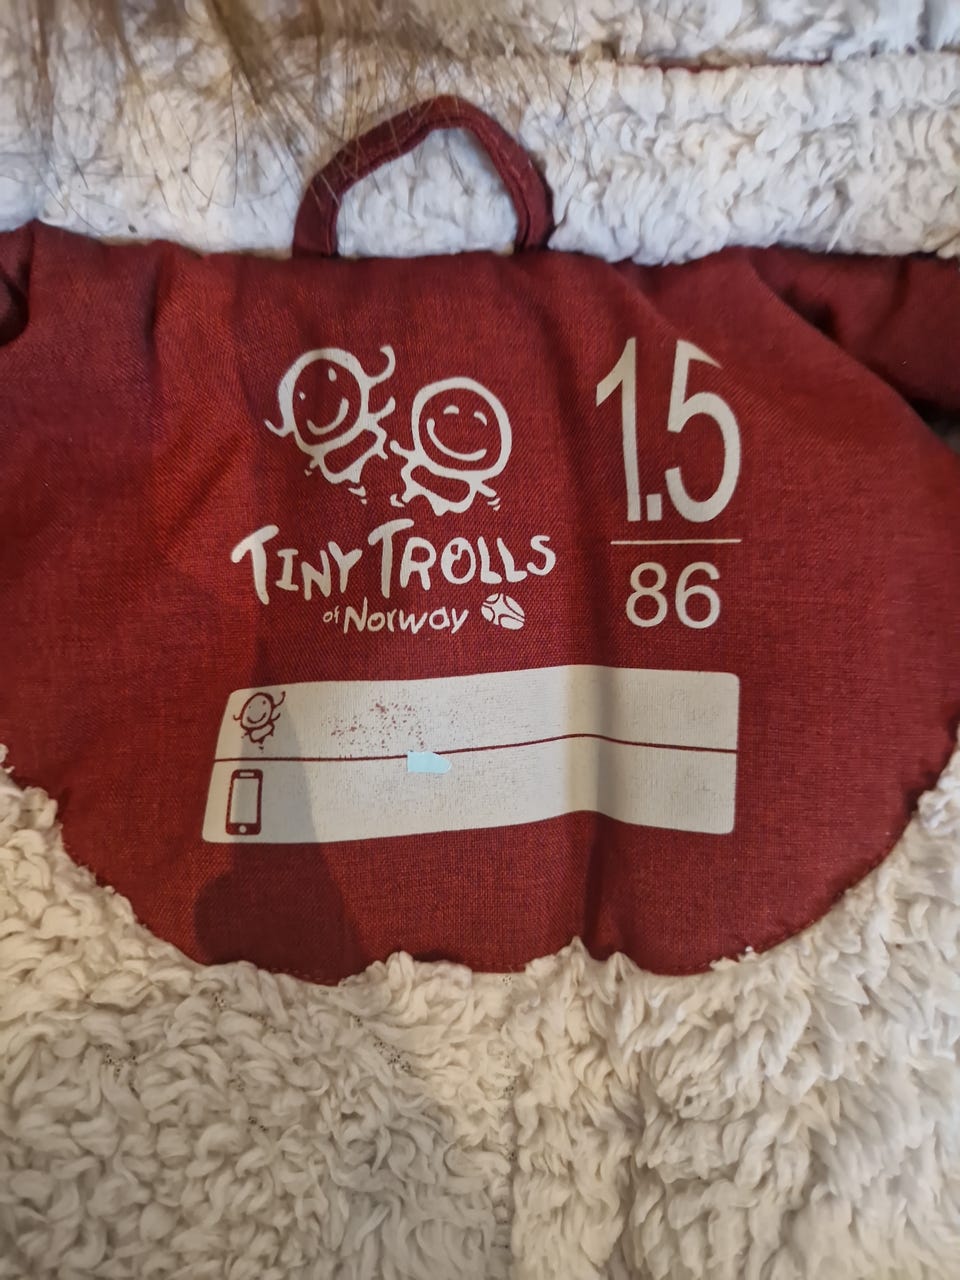 TINY TROLLS
of Norway
1.5
86